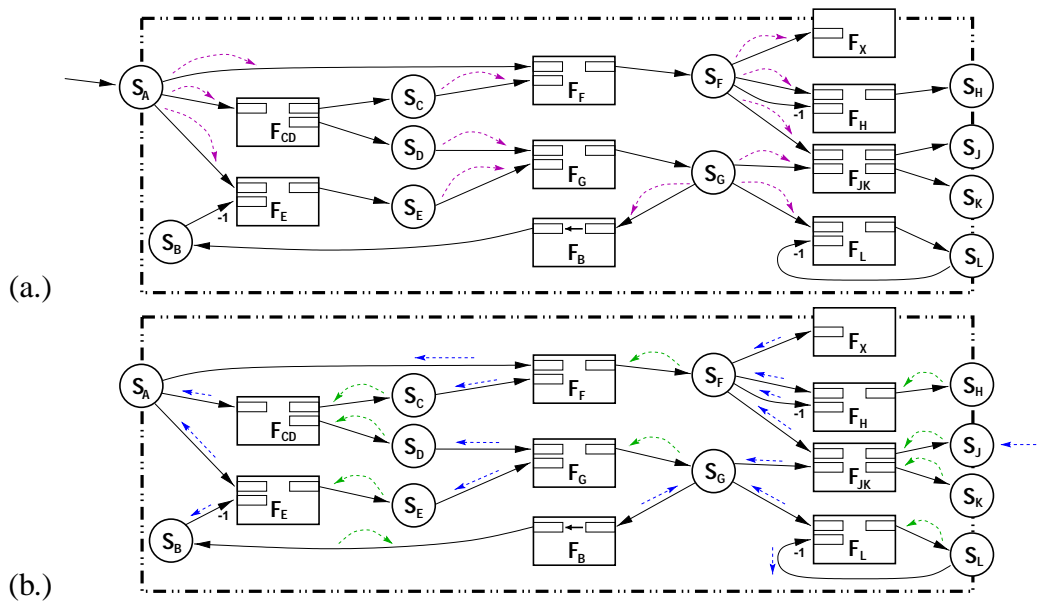 S_A
S_B
F_CD
F_E
-1
S_C
S_D
S_E
F_F
F_G
F_B
S_F
S_G
F_X
-1
F_H
F_JK
-1
F_L
S_H
S_J
S_K
S_L
(a.)
S_A
S_B
F_CD
F_E
-1
S_C
S_D
S_E
F_F
F_G
F_B
S_F
S_G
F_X
-1
F_H
F_JK
-1
F_L
S_H
S_J
S_K
S_L
(b.)